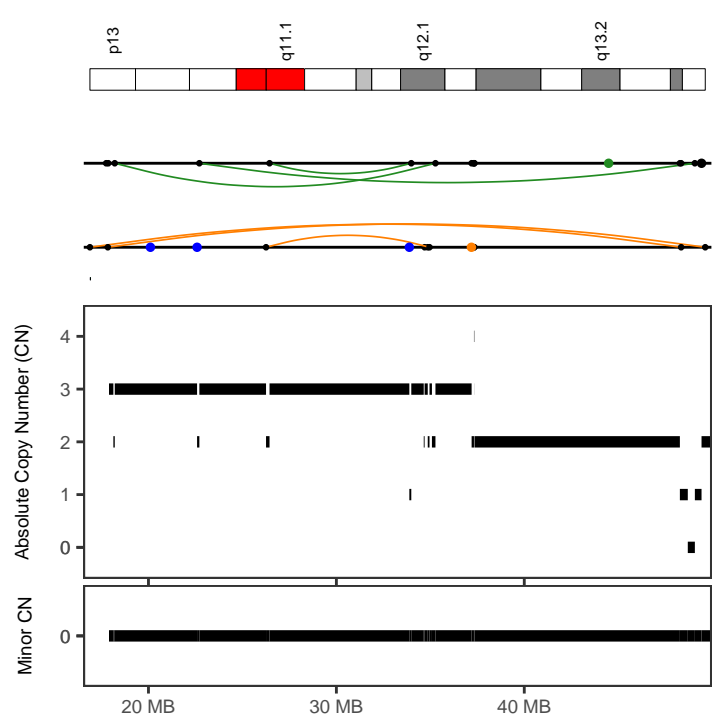 p13
q11.1
q12.1
q13.2
Absolute Copy Number (CN)
4
3
2
1
0
Minor CN
0
20 MB
30 MB
40 MB